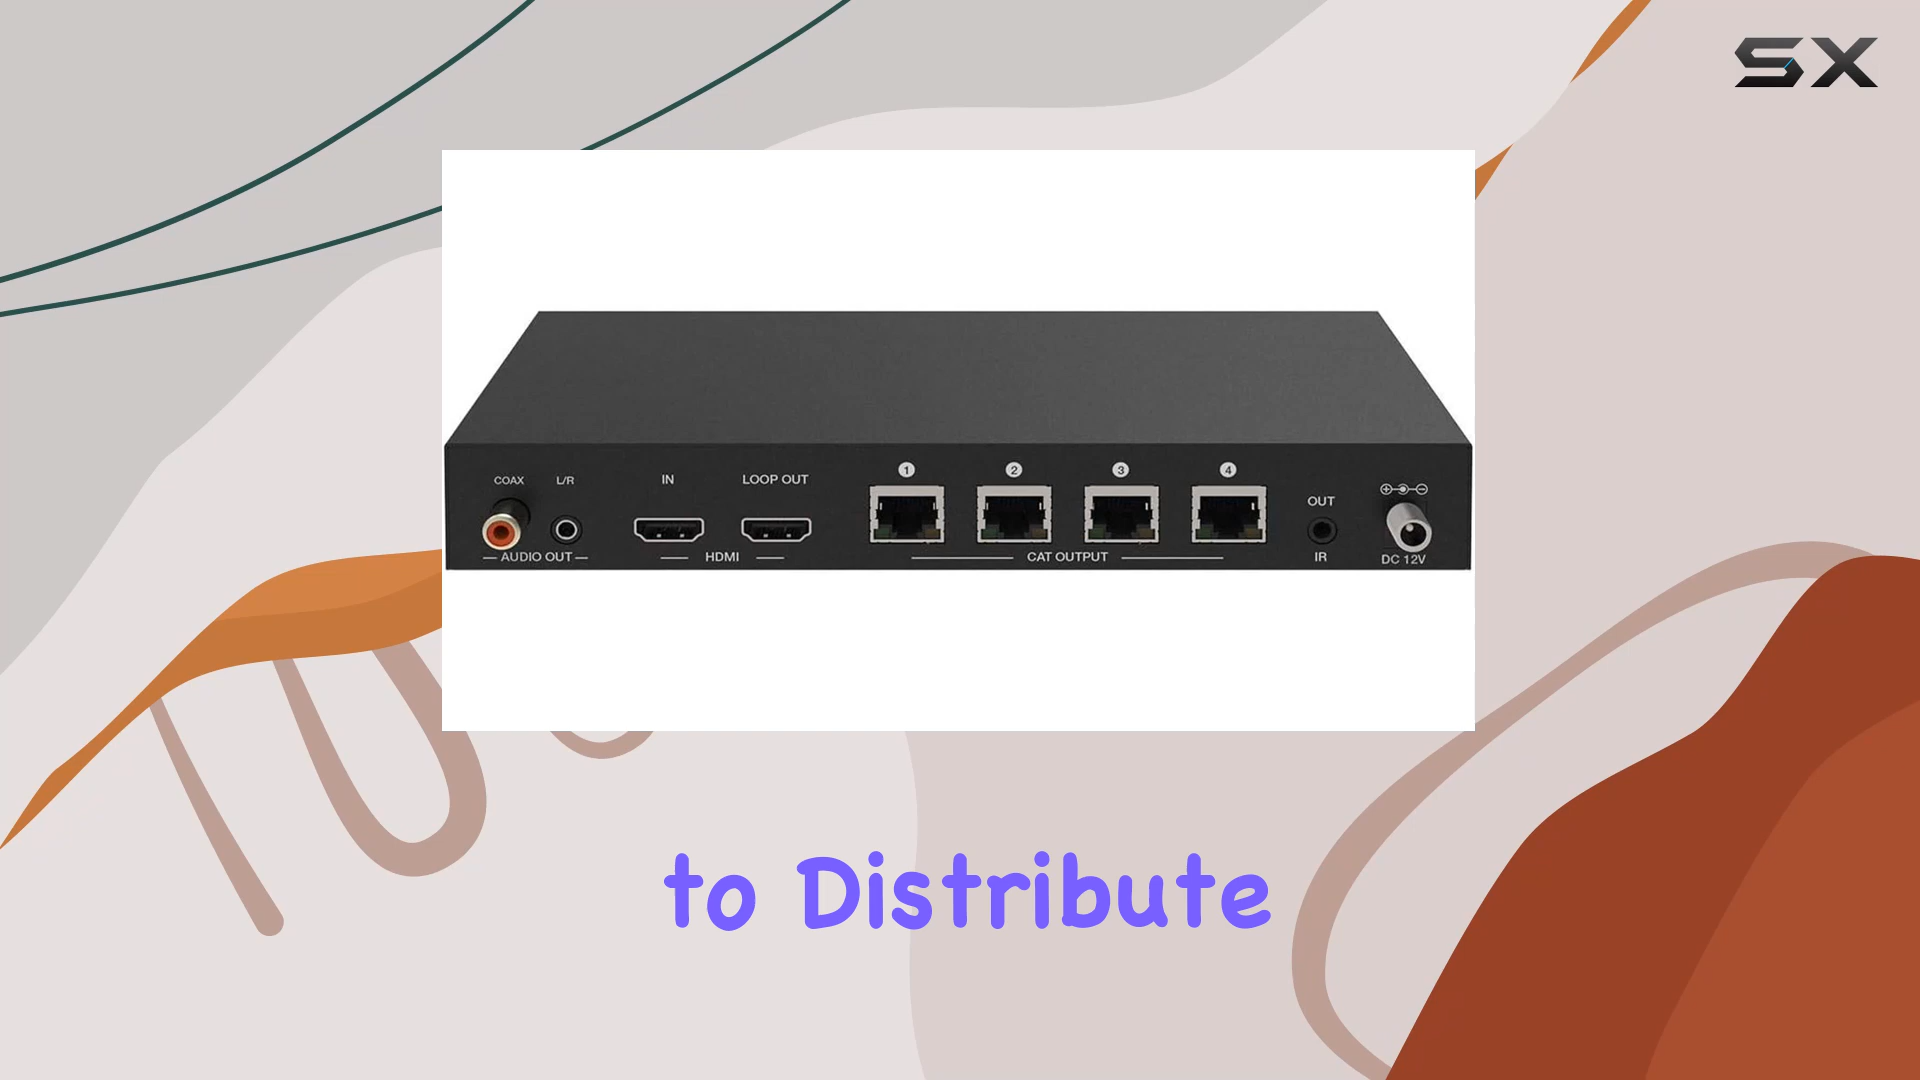 SX
COAX
L/R
IN
LOOP OUT
1
2
3
4
OUT
AUDIO OUT
HDMI
CAT OUTPUT
IR
DC 12V
to Distribute